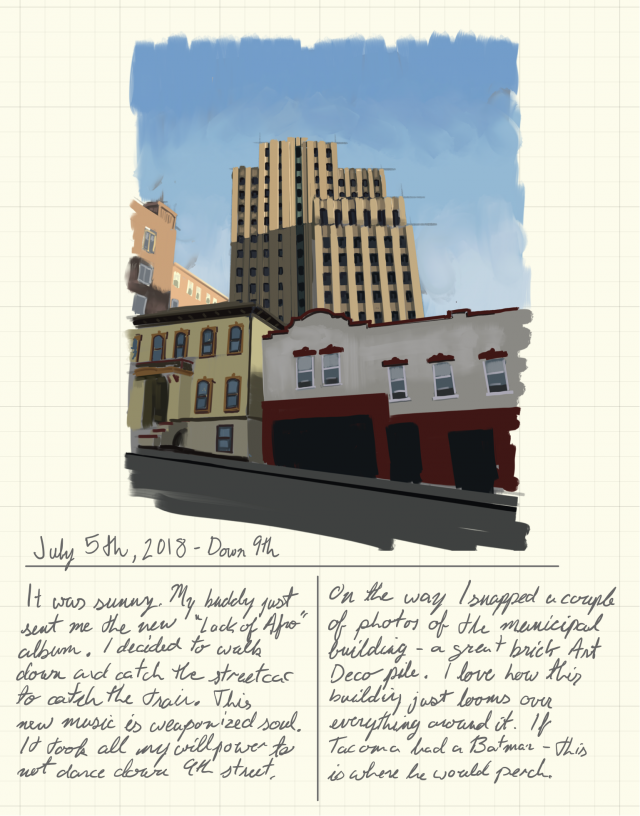 July 5th, 2018 - Down 9th
It was sunny. My buddy just
sent me the new "Lack of Afro"
album. I decided to walk
down and catch the streetcar
to catch the train. This
new music is weaponized soul.
It took all my willpower to
not dance down 9th street.
On the way I snapped a couple
of photos of the municipal
building - a great brick Art
Deco pile. I love how this
building just looms over
everything around it. If
Tacoma had a Batman - this
is where he would perch.